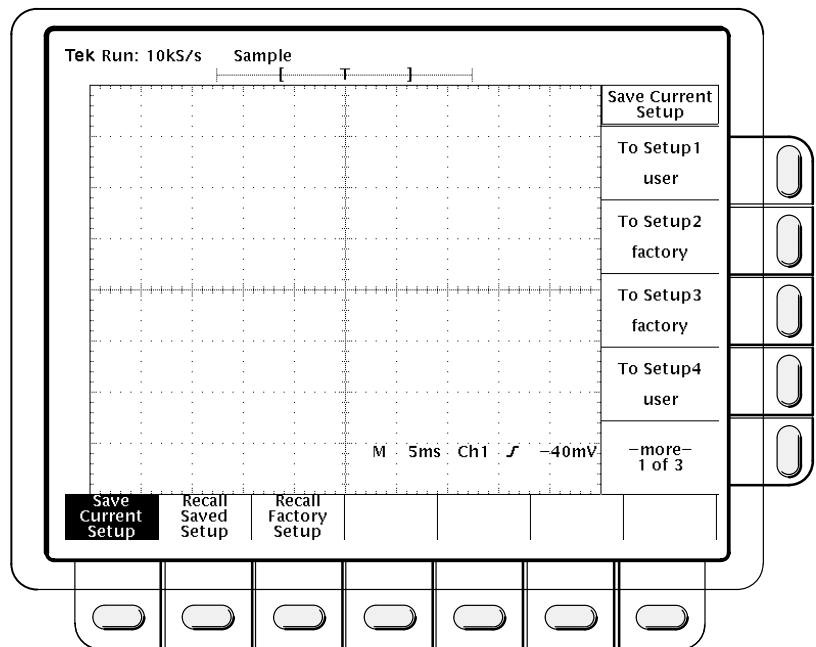 Tek Run: 10kS/s Sample
[ T ]
Save Current
Setup
To Setup1
user
To Setup2
factory
To Setup3
factory
To Setup4
user
−more−
1 of 3
M 5ms Ch1 −40mV
Save
Current
Setup
Recall
Saved
Setup
Recall
Factory
Setup